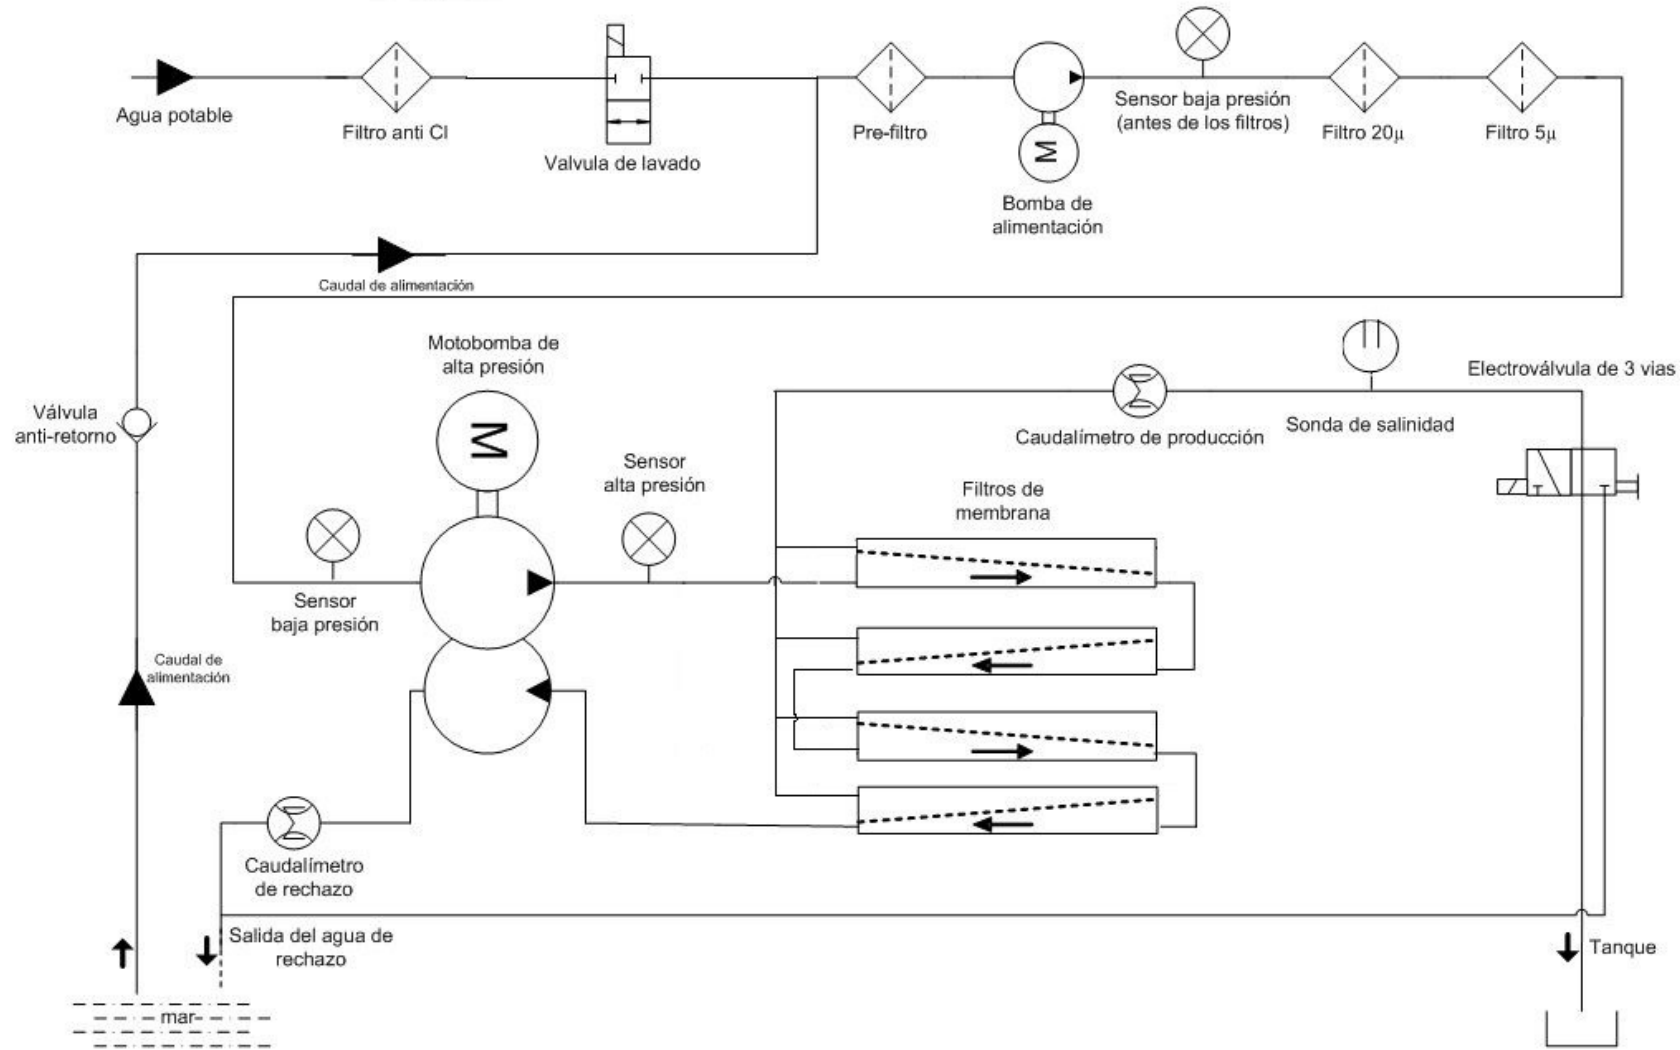 Agua potable
Filtro anti Cl
Valvula de lavado
Pre-filtro
M
Bomba de
alimentación
Sensor baja presión
(antes de los filtros)
Filtro 20μ
Filtro 5μ
Caudal de alimentación
Motobomba de
alta presión
M
Válvula
anti-retorno
Sensor
alta presión
Sensor
baja presión
Caudal de
alimentación
Caudalímetro de producción
Sonda de salinidad
Electroválvula de 3 vias
Filtros de
membrana
Caudalímetro
de rechazo
Salida del agua de
rechazo
Tanque
mar